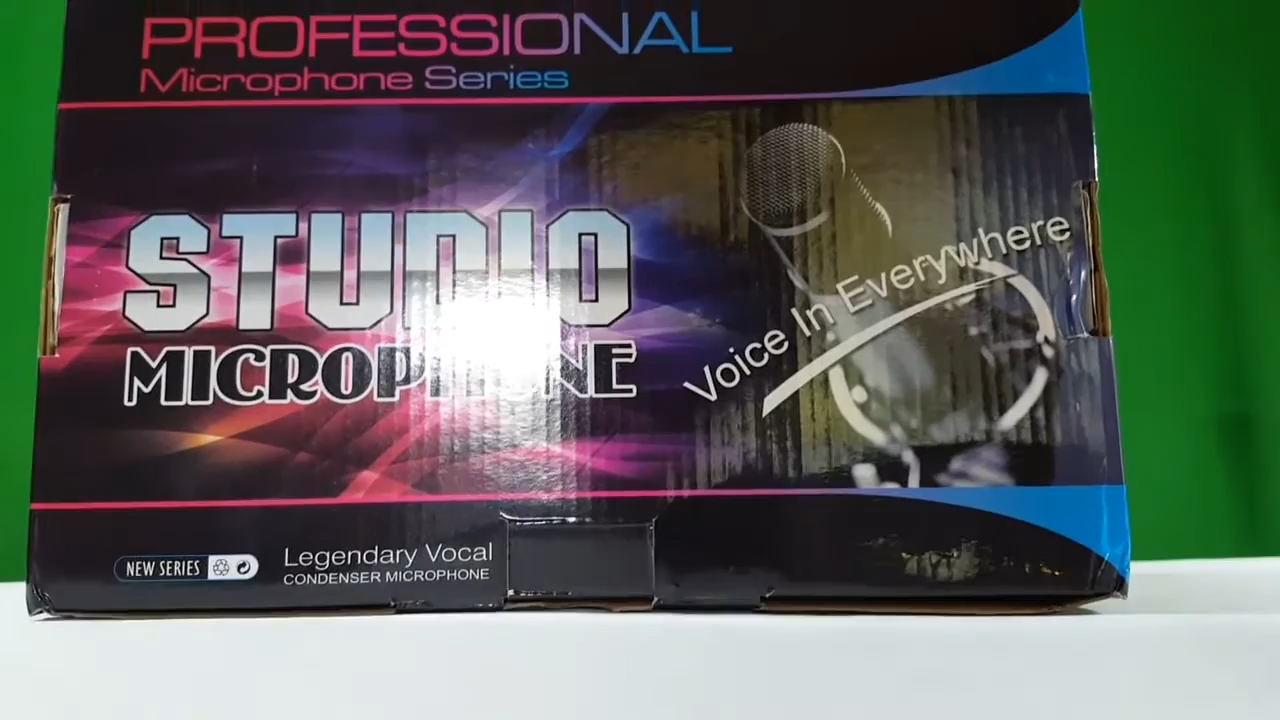 PROFESSIONAL
Microphone Series
STUDIO
MICROPHONE
Voice In Everywhere
NEW SERIES
Legendary Vocal
CONDENSER MICROPHONE